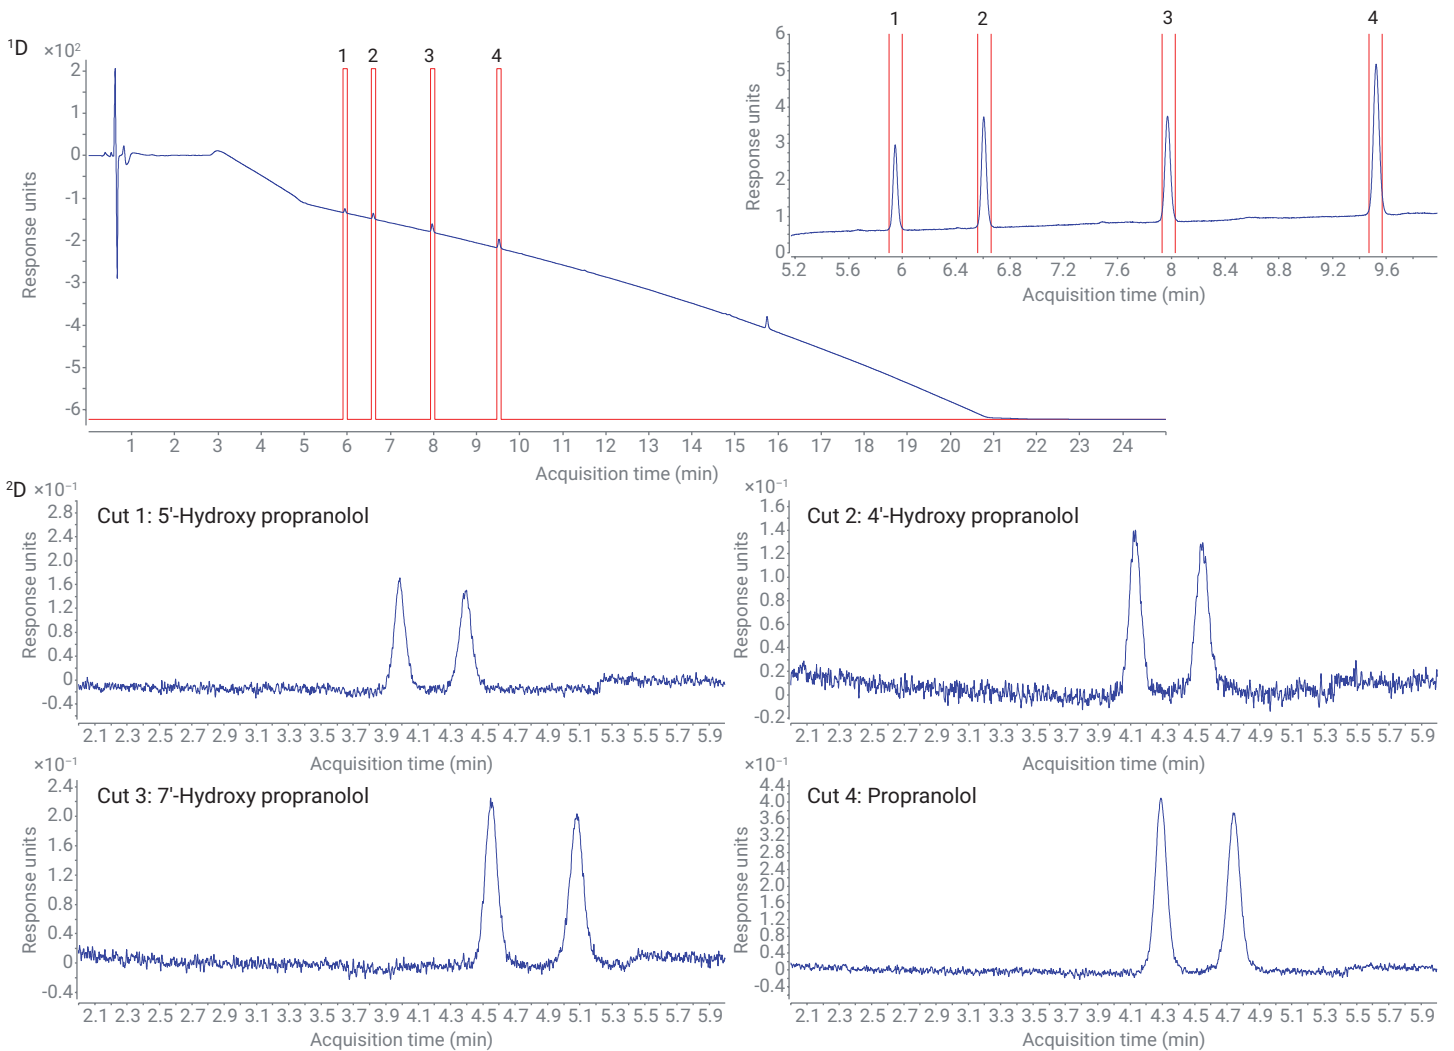 ¹D
×10²
1 2 3 4
2
1
0
-1
-2
-3
-4
-5
-6
Response units
1 2 3 4 5 6 7 8 9 10 11 12 13 14 15 16 17 18 19 20 21 22 23 24
Acquisition time (min)
1 2 3 4
6
5
4
3
2
1
0
Response units
5.2 5.6 6 6.4 6.8 7.2 7.6 8 8.4 8.8 9.2 9.6
Acquisition time (min)
²D
×10⁻¹
Cut 1: 5'-Hydroxy propranolol
2.8
2.4
2.0
1.6
1.2
0.8
0.4
0
-0.4
Response units
2.1 2.3 2.5 2.7 2.9 3.1 3.3 3.5 3.7 3.9 4.1 4.3 4.5 4.7 4.9 5.1 5.3 5.5 5.7 5.9
Acquisition time (min)
×10⁻¹
Cut 2: 4'-Hydroxy propranolol
1.6
1.4
1.2
1.0
0.8
0.6
0.4
0.2
0
-0.2
Response units
2.1 2.3 2.5 2.7 2.9 3.1 3.3 3.5 3.7 3.9 4.1 4.3 4.5 4.7 4.9 5.1 5.3 5.5 5.7 5.9
Acquisition time (min)
×10⁻¹
Cut 3: 7'-Hydroxy propranolol
2.4
2.0
1.6
1.2
0.8
0.4
0
-0.4
Response units
2.1 2.3 2.5 2.7 2.9 3.1 3.3 3.5 3.7 3.9 4.1 4.3 4.5 4.7 4.9 5.1 5.3 5.5 5.7 5.9
Acquisition time (min)
×10⁻¹
Cut 4: Propranolol
4.4
4.0
3.6
3.2
2.8
2.4
2.0
1.6
1.2
0.8
0.4
0
-0.4
Response units
2.1 2.3 2.5 2.7 2.9 3.1 3.3 3.5 3.7 3.9 4.1 4.3 4.5 4.7 4.9 5.1 5.3 5.5 5.7 5.9
Acquisition time (min)